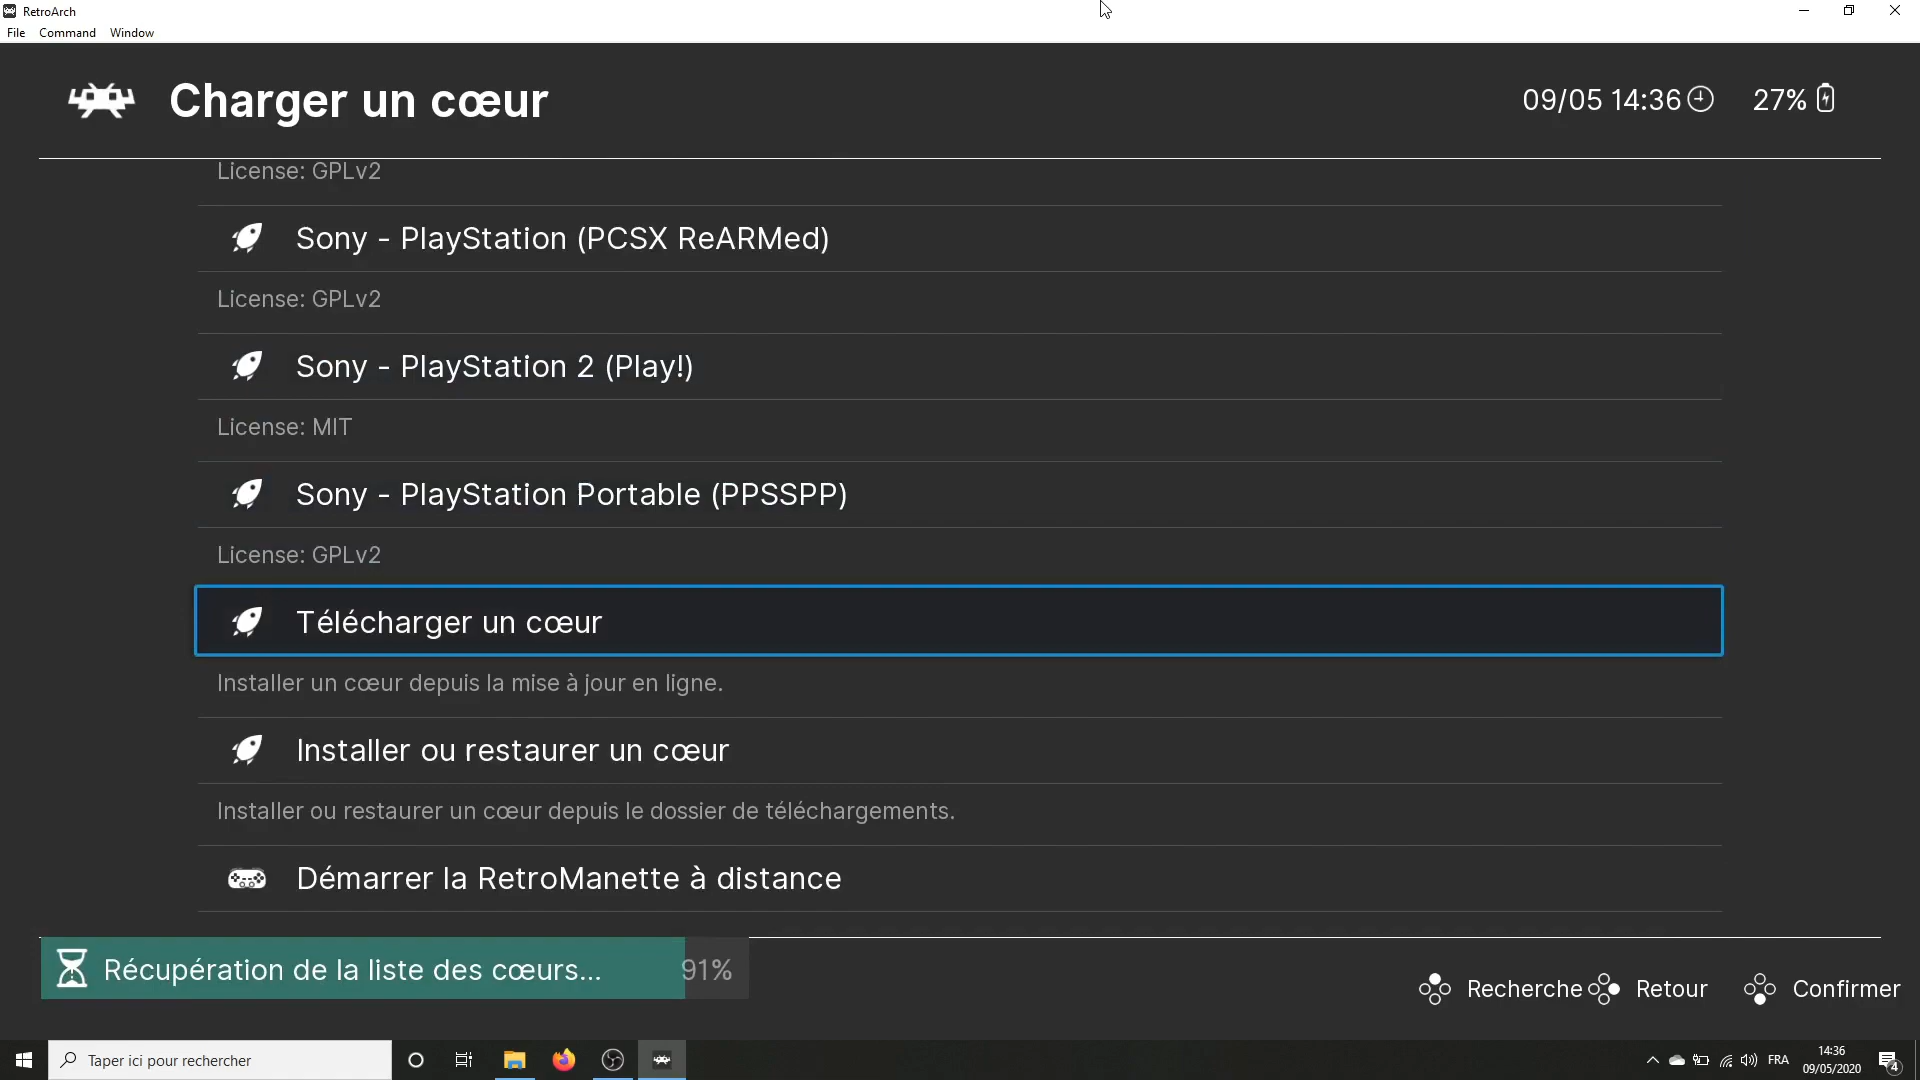 RetroArch
File Command Window
Charger un cœur
09/05 14:36 27%
License: GPLv2
Sony - PlayStation (PCSX ReARMed)
License: GPLv2
Sony - PlayStation 2 (Play!)
License: MIT
Sony - PlayStation Portable (PPSSPP)
License: GPLv2
Télécharger un cœur
Installer un cœur depuis la mise à jour en ligne.
Installer ou restaurer un cœur
Installer ou restaurer un cœur depuis le dossier de téléchargements.
Démarrer la RetroManette à distance
Récupération de la liste des cœurs... 91%
Recherche Retour Confirmer
Taper ici pour rechercher
FRA
14:36
09/05/2020
4